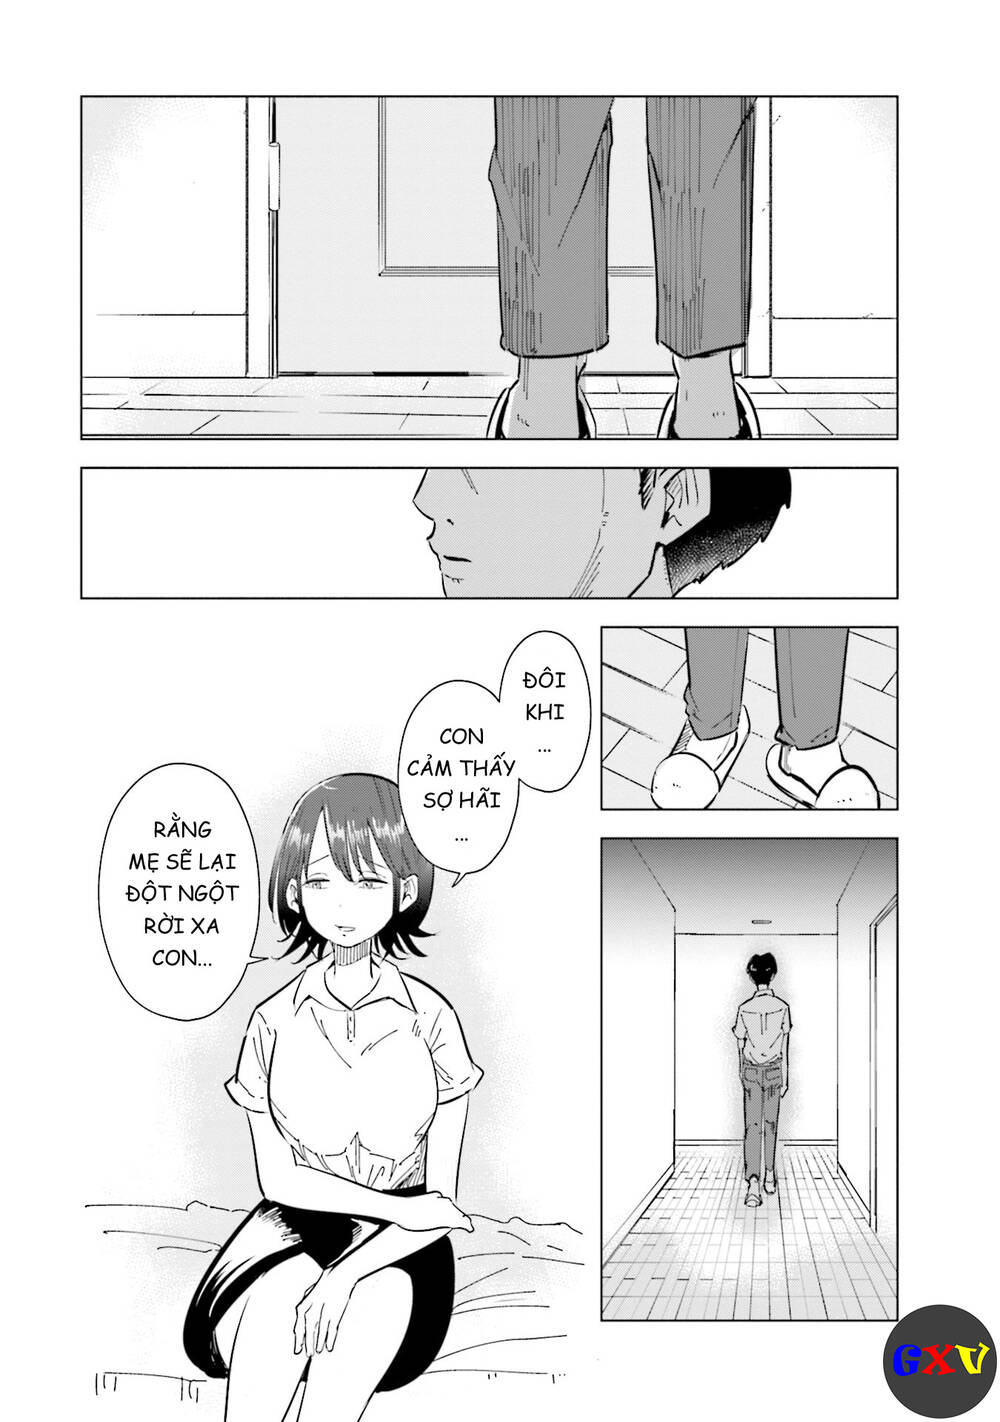 ĐÔI
KHI
...
CON
CẢM THẤY
SỢ HÃI
...
RẰNG
MẸ SẼ LẠI
ĐỘT NGỘT
RỜI XA
CON...
GXV